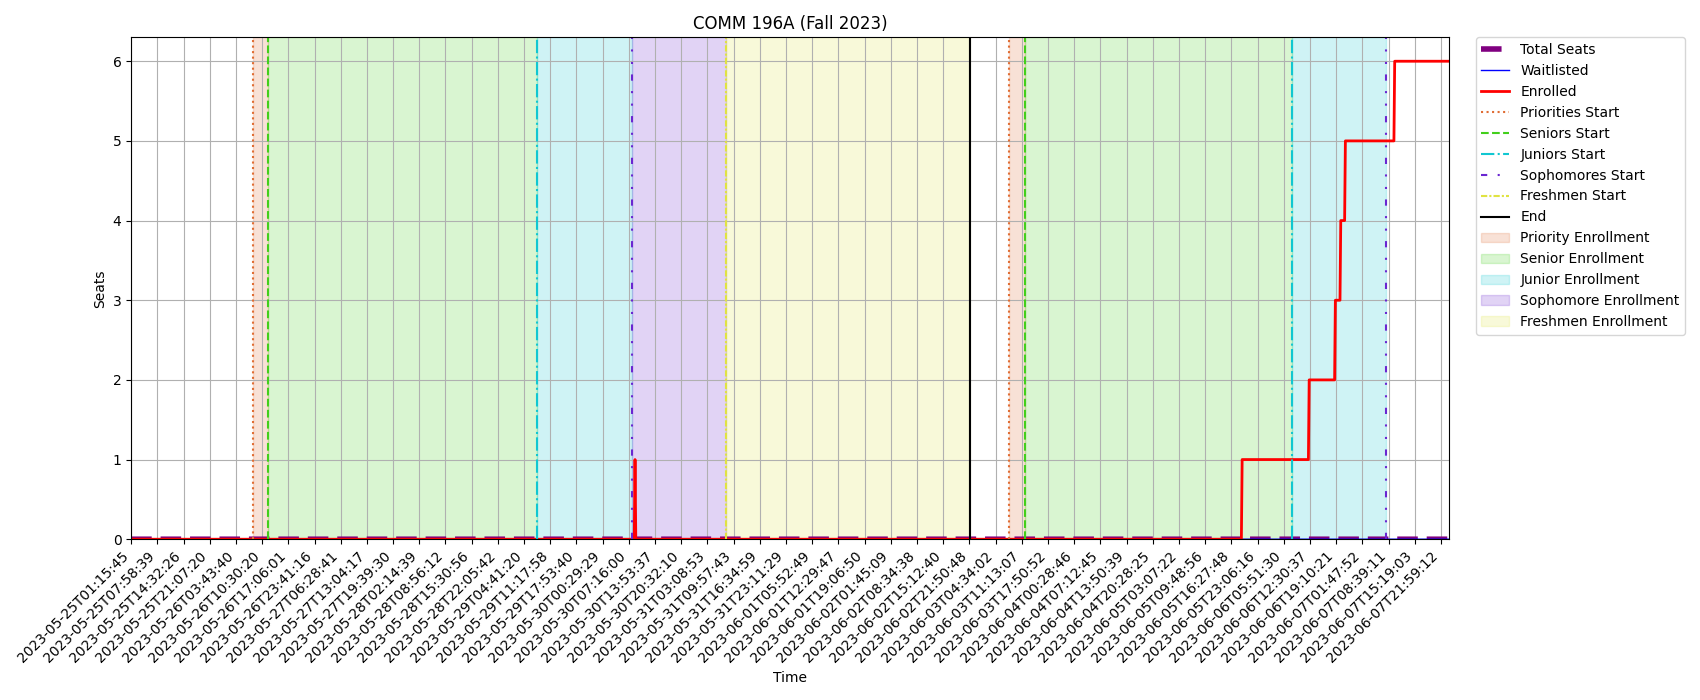 COMM 196A (Fall 2023)
Seats
6
5
4
3
2
1
0
2023-05-25T01:15:45
2023-05-25T07:58:39
2023-05-25T14:32:26
2023-05-25T21:07:20
2023-05-26T03:43:40
2023-05-26T10:30:20
2023-05-26T17:06:01
2023-05-26T23:41:16
2023-05-27T06:28:41
2023-05-27T13:04:17
2023-05-27T19:39:30
2023-05-28T02:14:39
2023-05-28T08:56:12
2023-05-28T15:30:56
2023-05-28T22:05:42
2023-05-29T04:41:20
2023-05-29T11:17:58
2023-05-29T17:53:40
2023-05-30T00:29:29
2023-05-30T07:16:00
2023-05-30T13:53:37
2023-05-30T20:32:10
2023-05-31T03:08:53
2023-05-31T09:57:43
2023-05-31T16:34:59
2023-05-31T23:11:29
2023-06-01T05:52:49
2023-06-01T12:29:47
2023-06-01T19:06:50
2023-06-02T01:45:09
2023-06-02T08:34:38
2023-06-02T15:12:40
2023-06-02T21:50:48
2023-06-03T04:34:02
2023-06-03T11:13:07
2023-06-03T17:50:52
2023-06-04T00:28:46
2023-06-04T07:12:45
2023-06-04T13:50:39
2023-06-04T20:28:25
2023-06-05T03:07:22
2023-06-05T09:48:56
2023-06-05T16:27:48
2023-06-05T23:06:16
2023-06-06T05:51:30
2023-06-06T12:30:37
2023-06-06T19:10:21
2023-06-07T01:47:52
2023-06-07T08:39:11
2023-06-07T15:19:03
2023-06-07T21:59:12
Time
Total Seats
Waitlisted
Enrolled
Priorities Start
Seniors Start
Juniors Start
Sophomores Start
Freshmen Start
End
Priority Enrollment
Senior Enrollment
Junior Enrollment
Sophomore Enrollment
Freshmen Enrollment